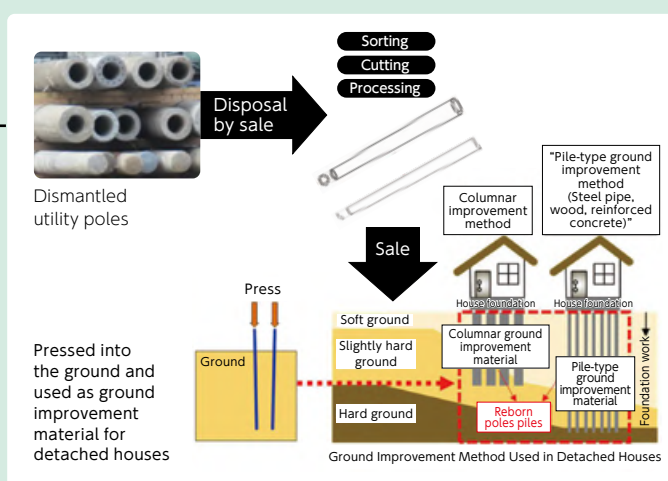 Sorting
Cutting
Processing
Disposal
by sale
Dismantled
utility poles
"Pile-type ground
improvement
method
(Steel pipe,
wood, reinforced
concrete)"
Columnar
improvement
method
Sale
Press
House foundation
House foundation
Soft ground
Slightly hard
ground
Hard ground
Columnar ground
improvement
material
Pile-type
ground
improvement
material
Reborn
poles piles
Foundation work
Ground
Pressed into
the ground and
used as ground
improvement
material for
detached houses
Ground Improvement Method Used in Detached Houses